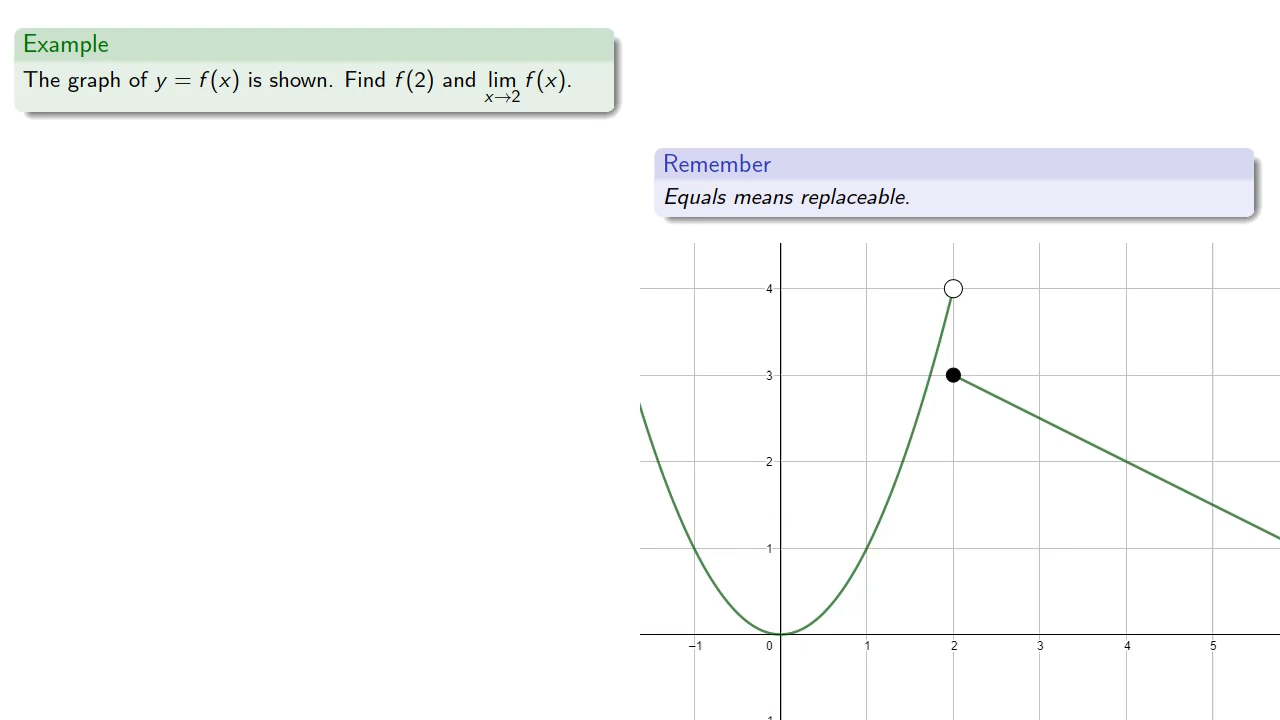 Example
The graph of y = f(x) is shown. Find f(2) and lim f(x).
x→2
Remember
Equals means replaceable.
4
3
2
1
−1 0 1 2 3 4 5
−1